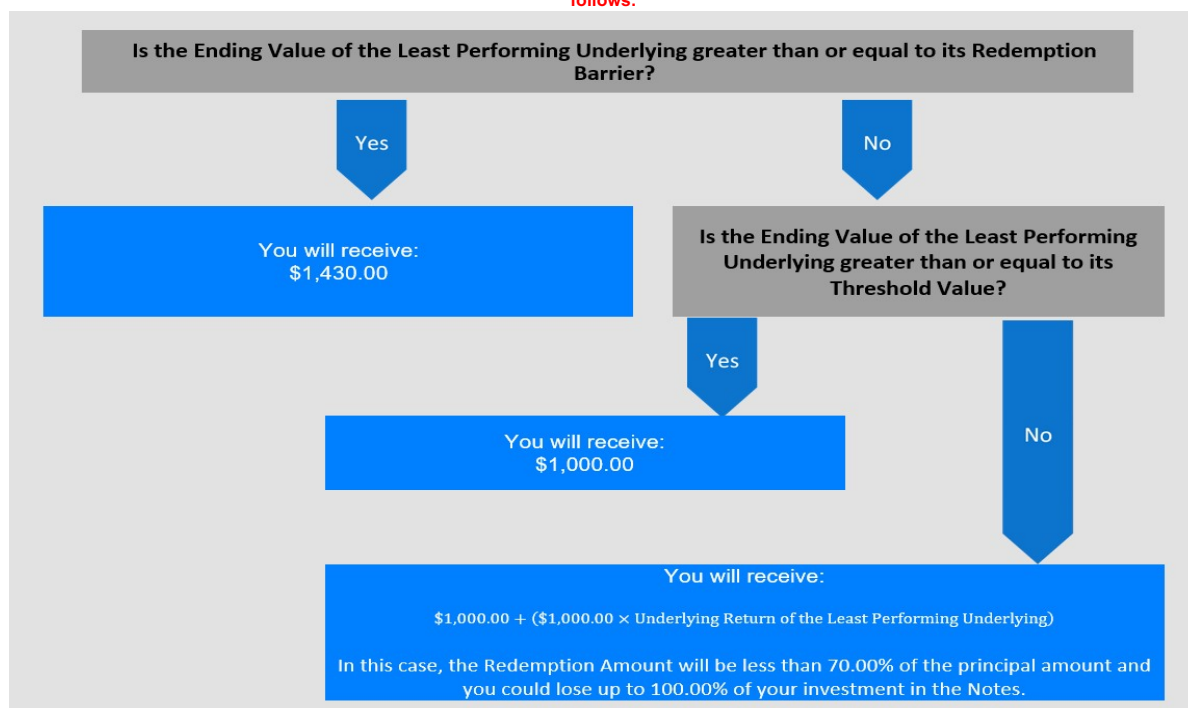 follows:
Is the Ending Value of the Least Performing Underlying greater than or equal to its Redemption
Barrier?
Yes
No
You will receive:
$1,430.00
Is the Ending Value of the Least Performing
Underlying greater than or equal to its
Threshold Value?
Yes
No
You will receive:
$1,000.00
You will receive:
$1,000.00 + ($1,000.00 × Underlying Return of the Least Performing Underlying)
In this case, the Redemption Amount will be less than 70.00% of the principal amount and
you could lose up to 100.00% of your investment in the Notes.